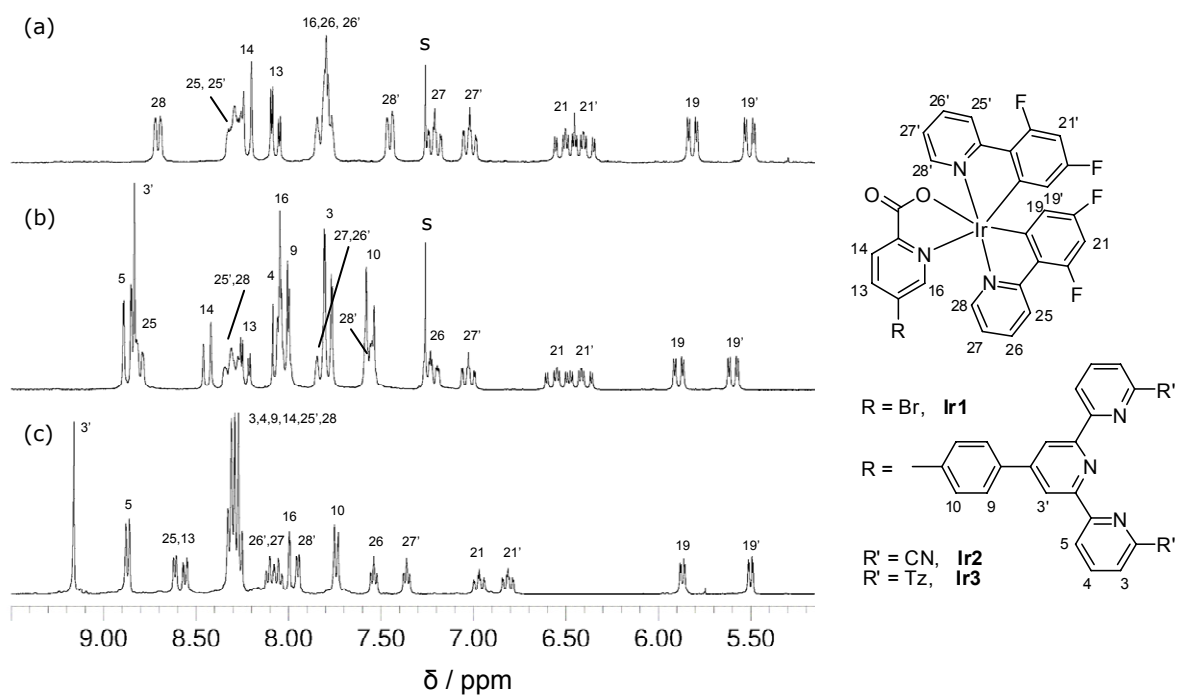 (a)
28
25, 25'
14
13
16,26, 26'
28'
S
27
27'
21
21'
19
19'
(b)
5
3'
25
14
25',28
13
4
16
9
3
27,26'
28'
10
S
26
27'
21
21'
19
19'
(c)
3'
5
25,13
3,4,9,14,25',28
26',27
16
28'
10
26
27'
21
21'
19
19'
9.00 8.50 8.00 7.50 7.00 6.50 6.00 5.50
δ / ppm
26'
25'
F
21'
27'
28'
N
F
O
O
19'
F
19
Ir
21
14
N
N
F
13
16
28
25
R
27
26
R = Br, Ir1
R'
N
R =
N
10
9
3'
N
5
R'
4
3
R' = CN, Ir2
R' = Tz, Ir3